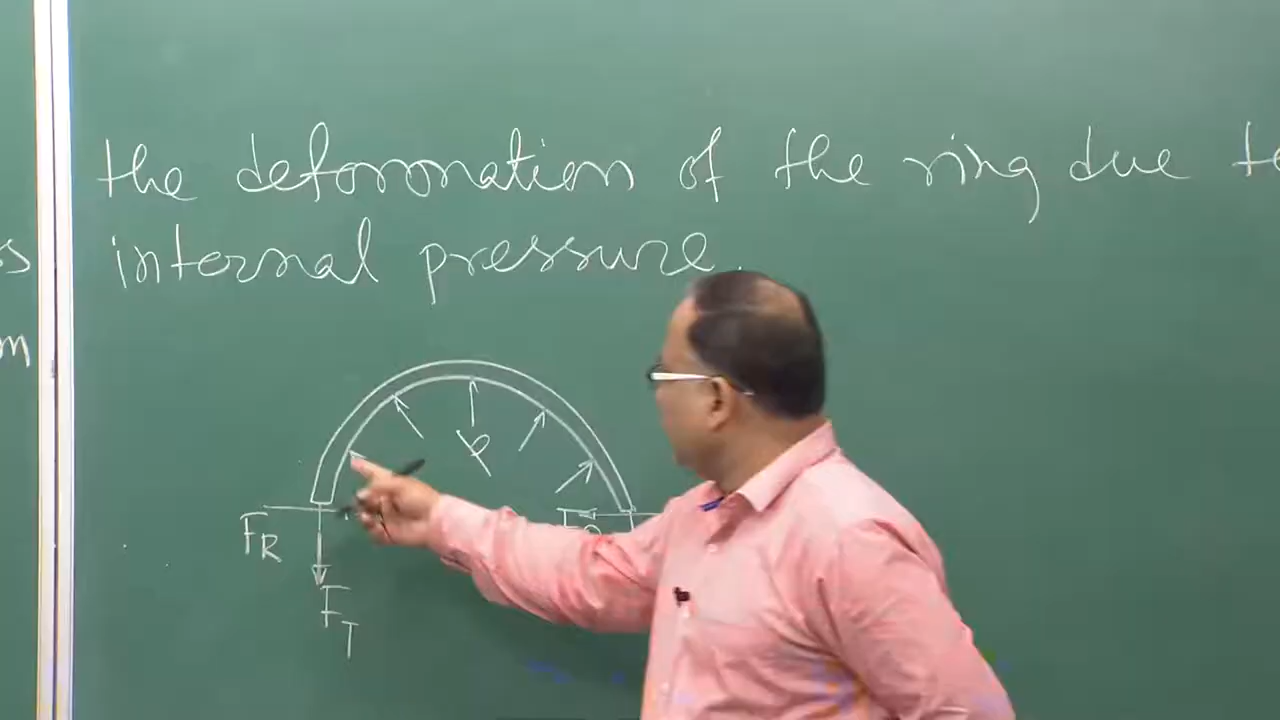 the deformation of the ring due to
internal pressure.
p
F_R
F_T